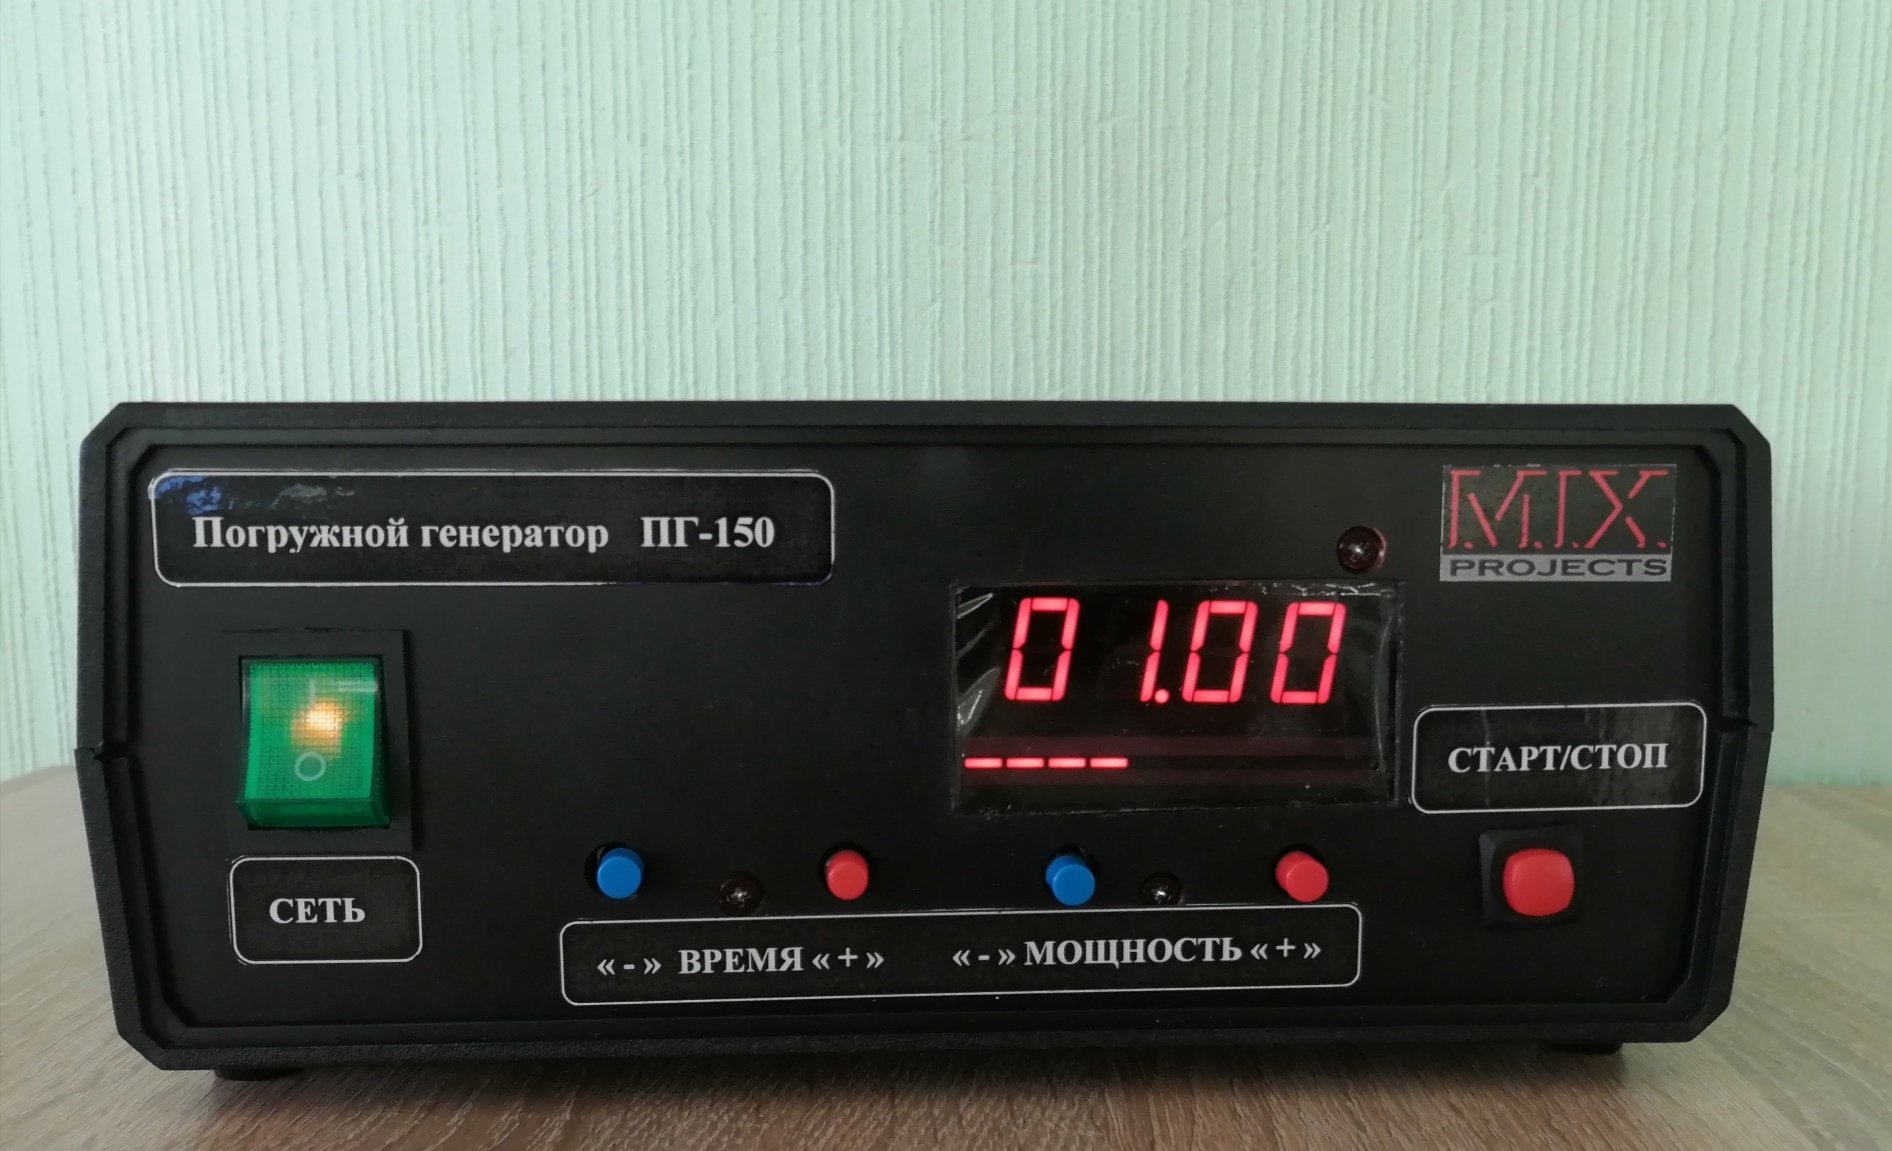 Погружной генератор ПГ-150
M.I.X.
PROJECTS
01.00
СТАРТ/СТОП
СЕТЬ
«-» ВРЕМЯ «+» «-» МОЩНОСТЬ «+»